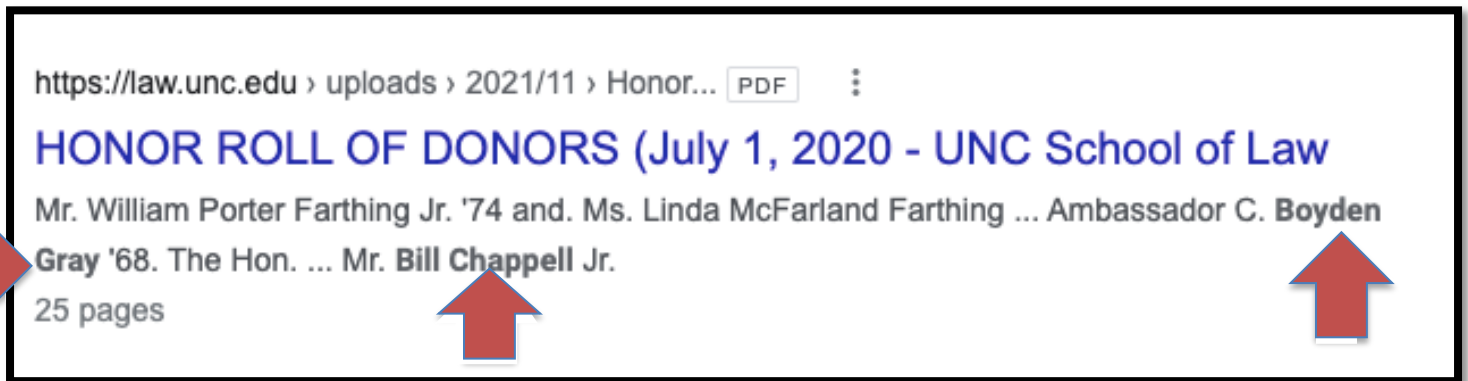 https://law.unc.edu › uploads › 2021/11 › Honor... PDF
HONOR ROLL OF DONORS (July 1, 2020 - UNC School of Law
Mr. William Porter Farthing Jr. '74 and. Ms. Linda McFarland Farthing ... Ambassador C. Boyden
Gray '68. The Hon. ... Mr. Bill Chappell Jr.
25 pages